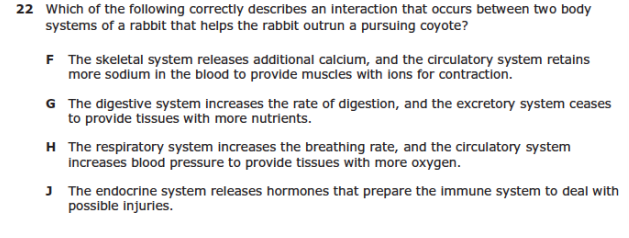 22 Which of the following correctly describes an interaction that occurs between two body
systems of a rabbit that helps the rabbit outrun a pursuing coyote?
F The skeletal system releases additional calcium, and the circulatory system retains
more sodium in the blood to provide muscles with ions for contraction.
G The digestive system increases the rate of digestion, and the excretory system ceases
to provide tissues with more nutrients.
H The respiratory system increases the breathing rate, and the circulatory system
increases blood pressure to provide tissues with more oxygen.
J The endocrine system releases hormones that prepare the immune system to deal with
possible injuries.